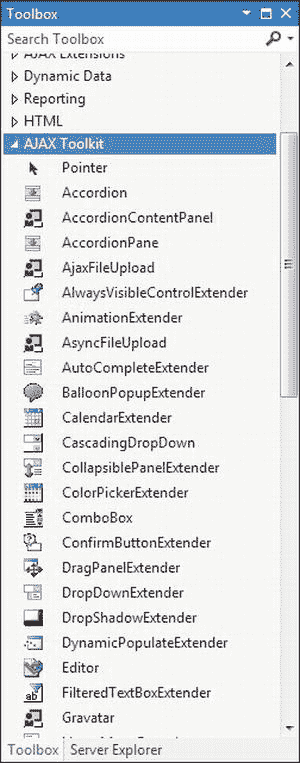 Toolbox
Search Toolbox
AJAX Extensions
Dynamic Data
Reporting
HTML
AJAX Toolkit
Pointer
Accordion
AccordionContentPanel
AccordionPane
AjaxFileUpload
AlwaysVisibleControlExtender
AnimationExtender
AsyncFileUpload
AutoCompleteExtender
BalloonPopupExtender
CalendarExtender
CascadingDropDown
CollapsiblePanelExtender
ColorPickerExtender
ComboBox
ConfirmButtonExtender
DragPanelExtender
DropDownExtender
DropShadowExtender
DynamicPopulateExtender
Editor
FilteredTextBoxExtender
Gravatar
Toolbox Server Explorer